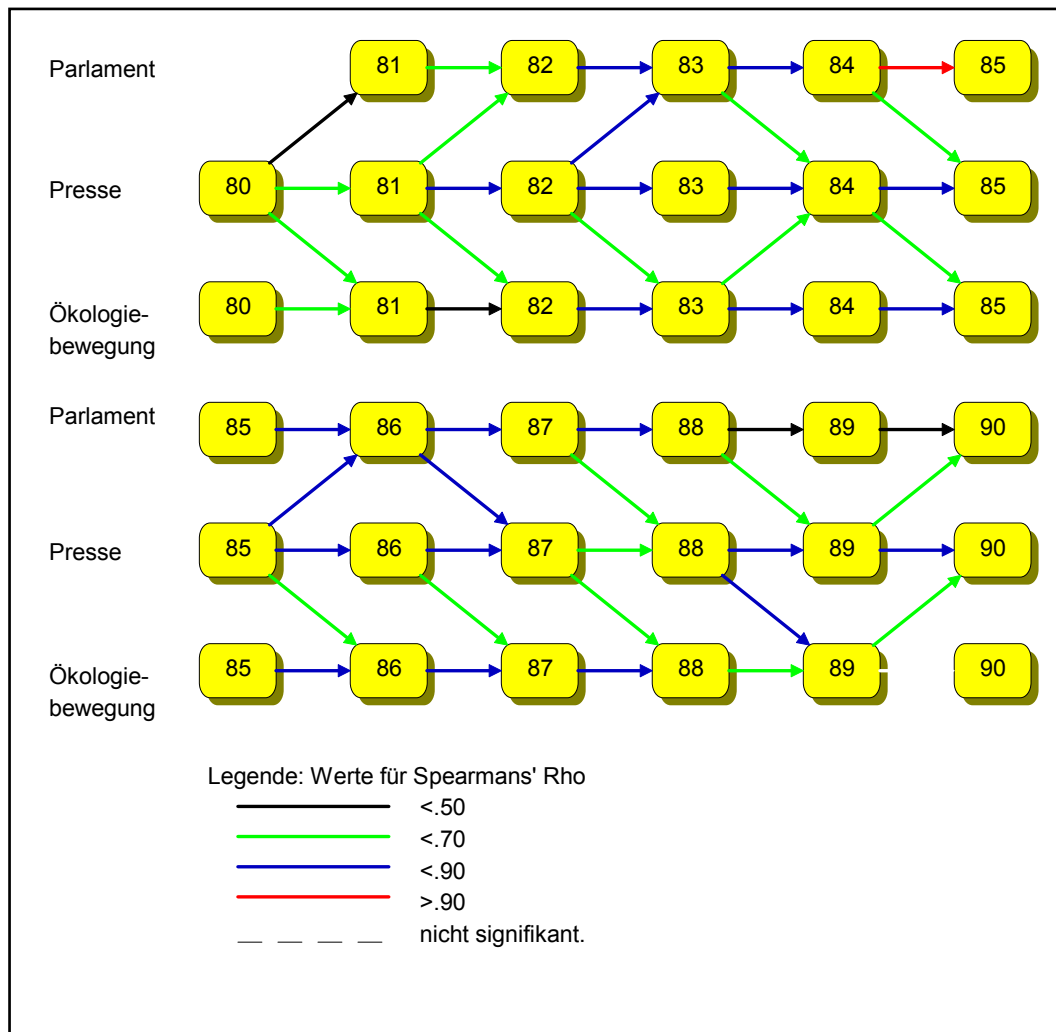 Parlament 81 82 83 84 85
Presse 80 81 82 83 84 85
80 81 82 83 84 85
Ökologie-
bewegung
Parlament 85 86 87 88 89 90
Presse 85 86 87 88 89 90
85 86 87 88 89 90
Ökologie-
bewegung
Legende: Werte für Spearmans' Rho
<.50
<.70
<.90
>.90
nicht signifikant.